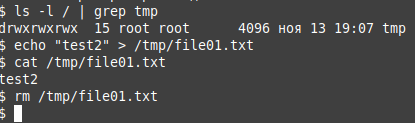 $ ls -l / | grep tmp
drwxrwxrwx  15 root root      4096 ноя 13 19:07 tmp
$ echo "test2" > /tmp/file01.txt
$ cat /tmp/file01.txt
test2
$ rm /tmp/file01.txt
$